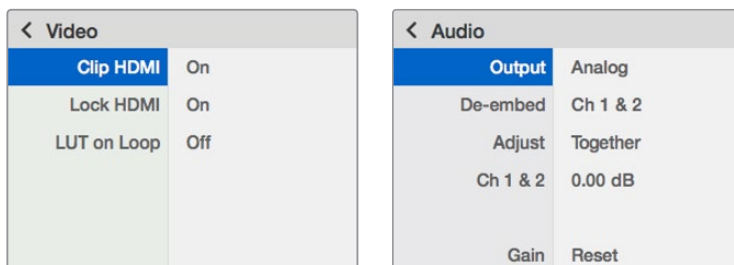 < Video
Clip HDMI On
Lock HDMI On
LUT on Loop Off
< Audio
Output Analog
De-embed Ch 1 & 2
Adjust Together
Ch 1 & 2 0.00 dB
Gain Reset